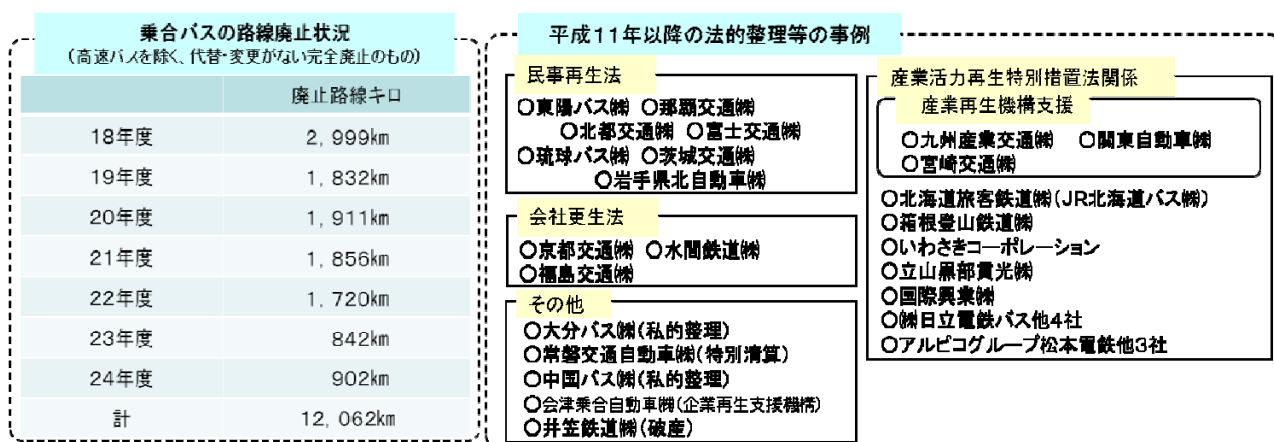 乗合バスの路線廃止状況
(高速バスを除く、代替・変更がない完全廃止のもの)
廃止路線キロ
18年度 2,999km
19年度 1,832km
20年度 1,911km
21年度 1,856km
22年度 1,720km
23年度 842km
24年度 902km
計 12,062km
平成11年以降の法的整理等の事例
民事再生法
○東陽バス㈱ ○那覇交通㈱
○北都交通㈱ ○富士交通㈱
○琉球バス㈱ ○茨城交通㈱
○岩手県北自動車㈱
会社更生法
○京都交通㈱ ○水間鉄道㈱
○福島交通㈱
その他
○大分バス㈱(私的整理)
○常磐交通自動車㈱(特別清算)
○中国バス㈱(私的整理)
○会津乗合自動車㈱(企業再生支援機構)
○井笠鉄道㈱(破産)
産業活力再生特別措置法関係
産業再生機構支援
○九州産業交通㈱ ○関東自動車㈱
○宮崎交通㈱
○北海道旅客鉄道㈱(JR北海道バス㈱)
○箱根登山鉄道㈱
○いわさきコーポレーション
○立山黒部貫光㈱
○国際興業㈱
○㈱日立電鉄バス他4社
○アルピコグループ松本電鉄他3社